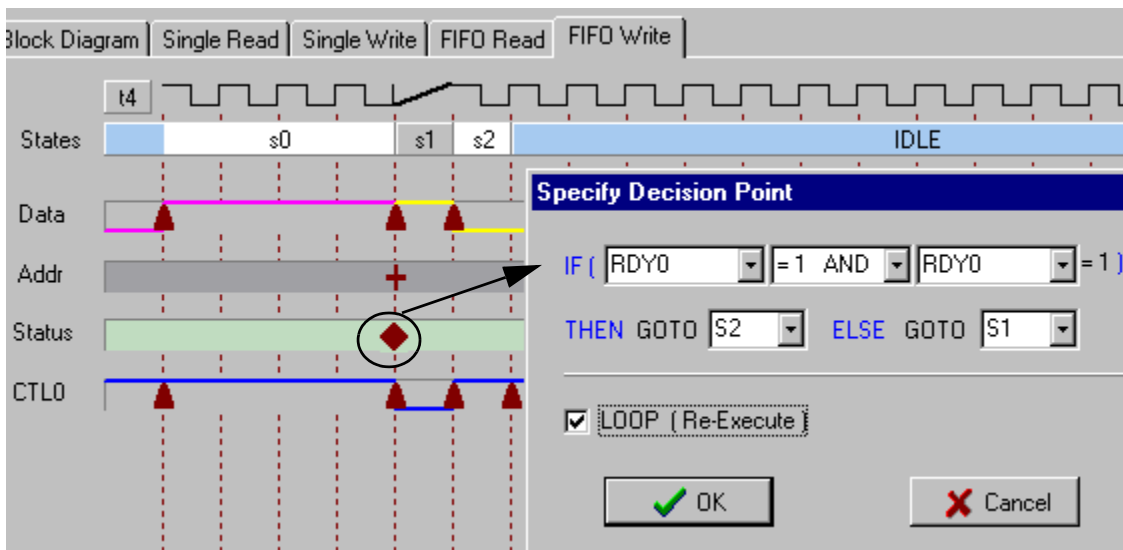 Block Diagram Single Read Single Write FIFO Read FIFO Write
t4
States s0 s1 s2 IDLE
Specify Decision Point
Data
IF ( RDY0 =1 AND RDY0 = 1 )
Addr
THEN GOTO S2 ELSE GOTO S1
Status
CTL0
LOOP ( Re-Execute )
OK Cancel